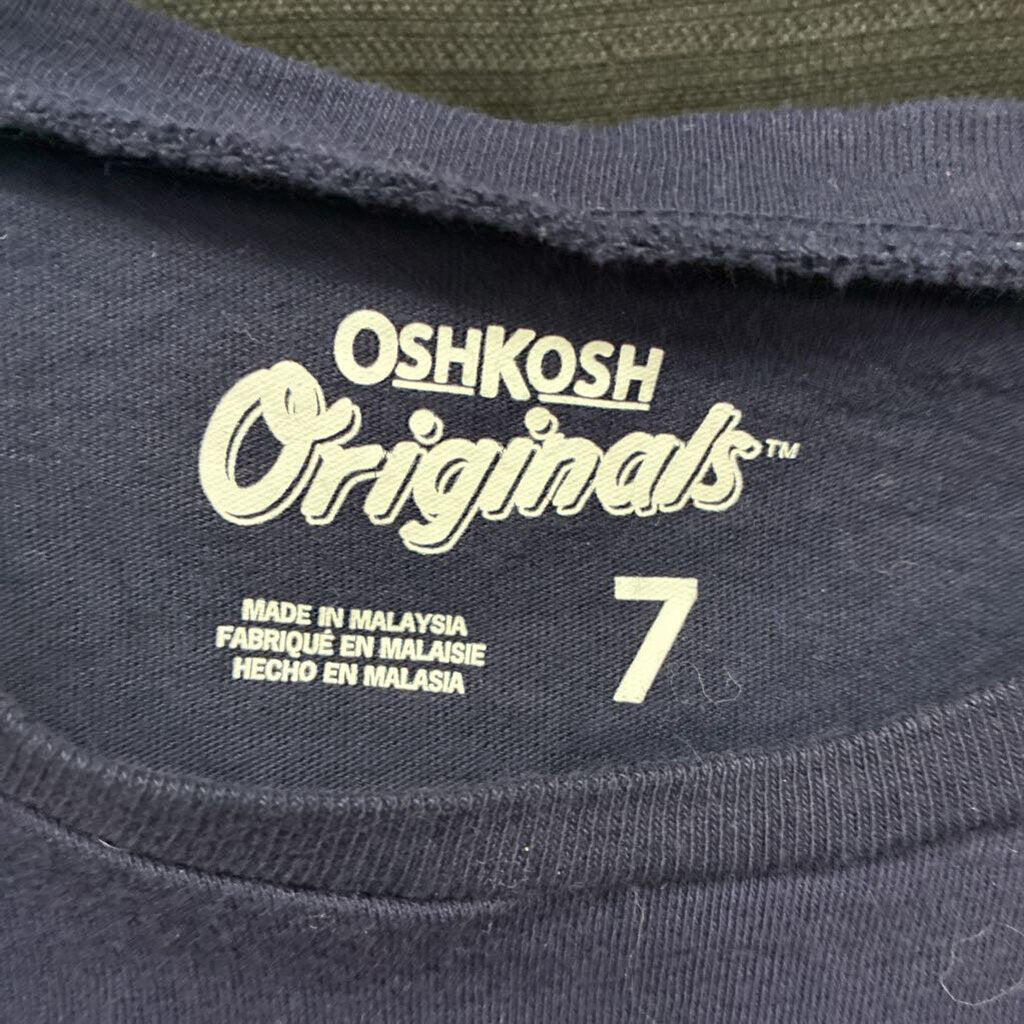 OSHKOSH
Originals™
MADE IN MALAYSIA
FABRIQUÉ EN MALAISIE
HECHO EN MALASIA
7